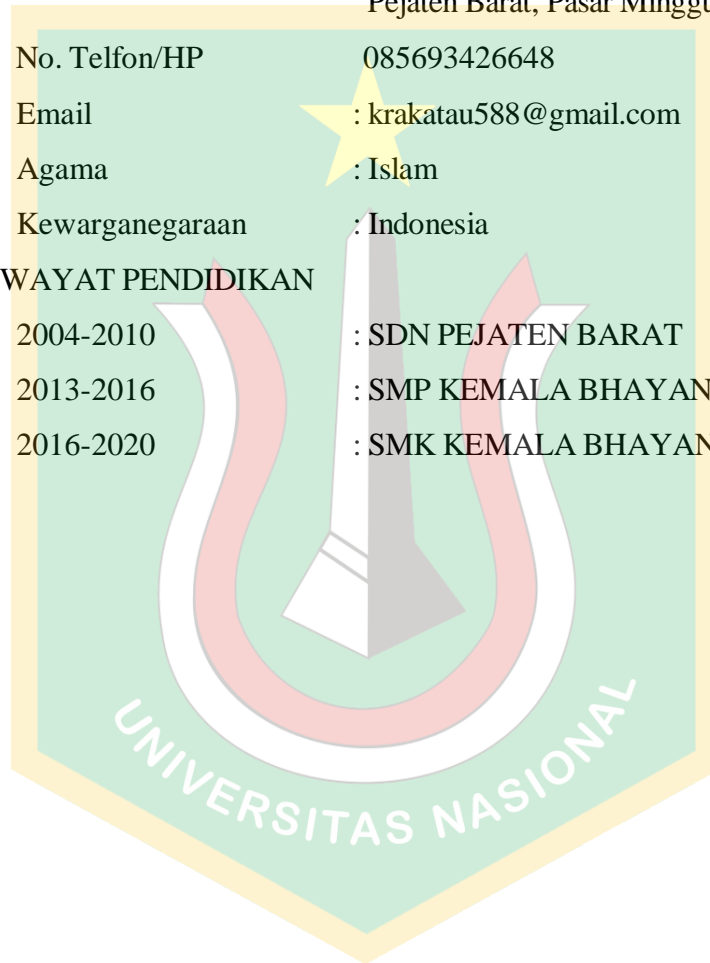 Pejaten Barat, Pasar Minggu
No. Telfon/HP 085693426648
Email : krakatau588@gmail.com
Agama : Islam
Kewarganegaraan : Indonesia
WAYAT PENDIDIKAN
2004-2010 : SDN PEJATEN BARAT
2013-2016 : SMP KEMALA BHAYAN
2016-2020 : SMK KEMALA BHAYAN
UNIVERSITAS NASIONAL